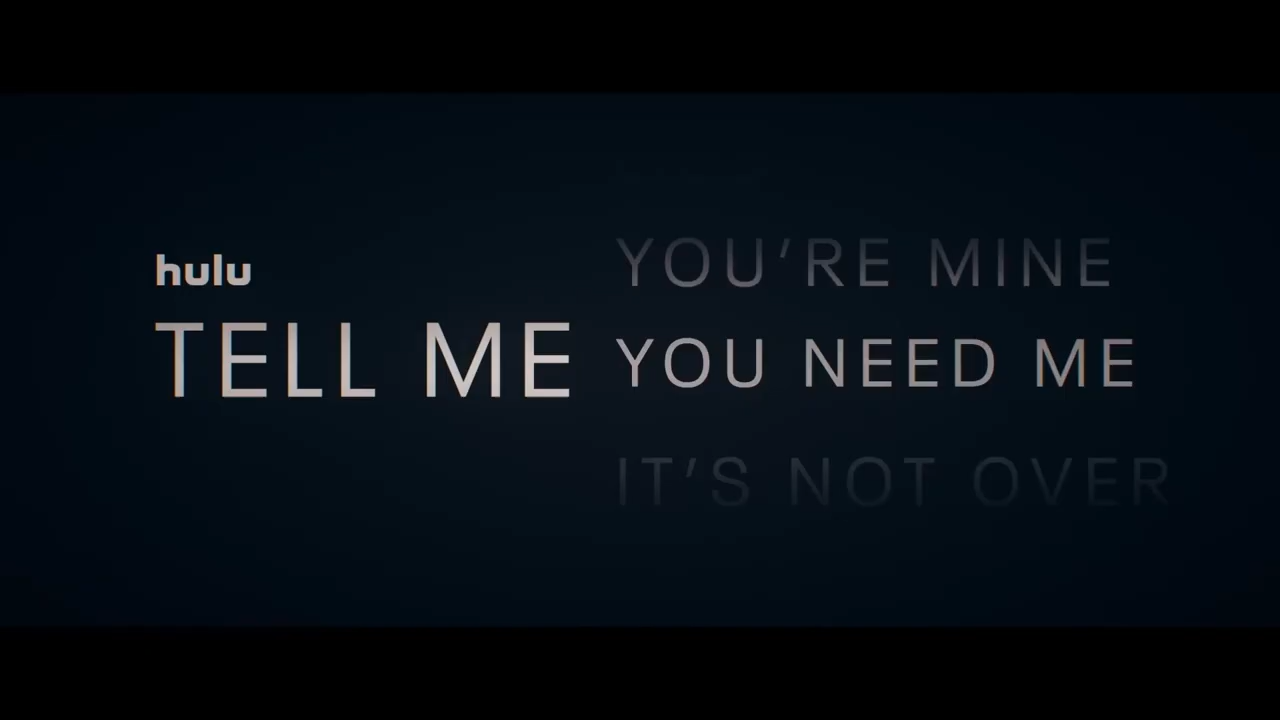 hulu
TELL ME
YOU'RE MINE
YOU NEED ME
IT'S NOT OVER